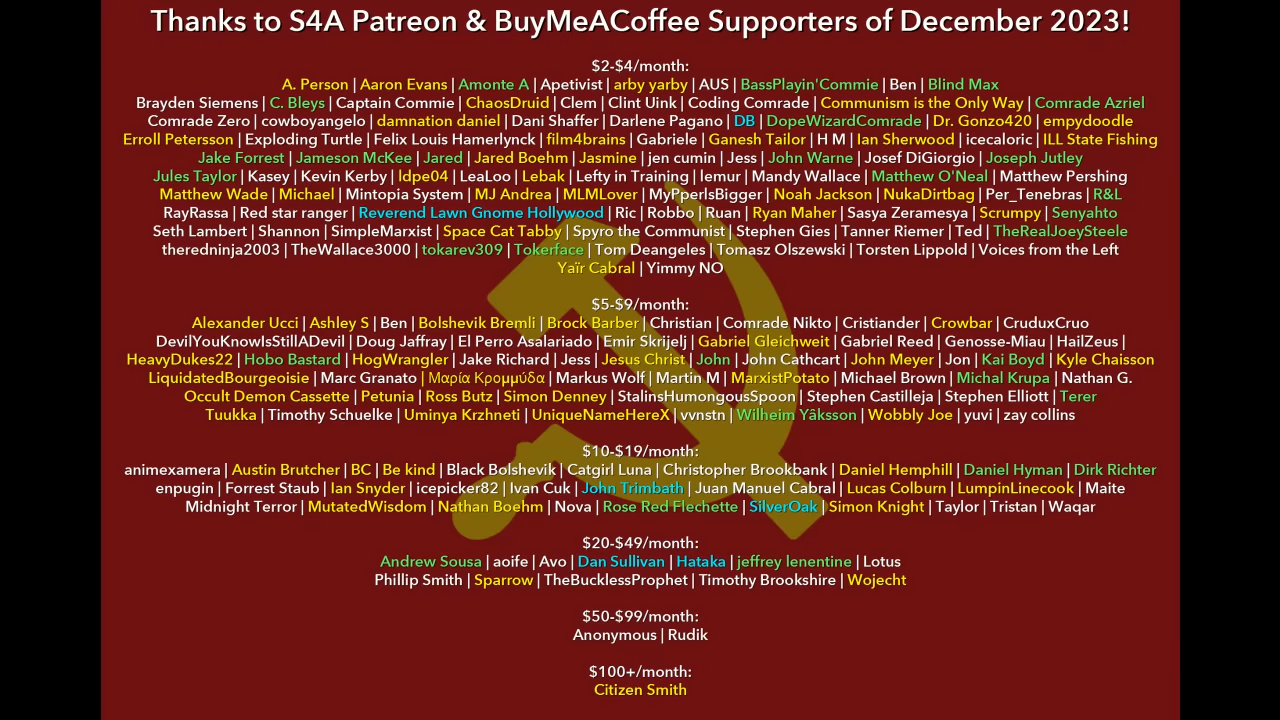 Thanks to S4A Patreon & BuyMeACoffee Supporters of December 2023!
$2-$4/month:
A. Person | Aaron Evans | Amonte A | Apetivist | arby yarby | AUS | BassPlayin'Commie | Ben | Blind Max
Brayden Siemens | C. Bleys | Captain Commie | ChaosDruid | Clem | Clint Uink | Coding Comrade | Communism is the Only Way | Comrade Azriel
Comrade Zero | cowboyangelo | damnation daniel | Dani Shaffer | Darlene Pagano | DB | DopeWizardComrade | Dr. Gonzo420 | empydoodle
Erroll Petersson | Exploding Turtle | Felix Louis Hamerlynck | film4brains | Gabriele | Ganesh Tailor | H M | Ian Sherwood | icecaloric | ILL State Fishing
Jake Forrest | Jameson McKee | Jared | Jared Boehm | Jasmine | jen cumin | Jess | John Warne | Josef DiGiorgio | Joseph Jutley
Jules Taylor | Kasey | Kevin Kerby | ldpe04 | LeaLoo | Lebak | Lefty in Training | lemur | Mandy Wallace | Matthew O'Neal | Matthew Pershing
Matthew Wade | Michael | Mintopia System | MJ Andrea | MLMLover | MyPperIsBigger | Noah Jackson | NukaDirtbag | Per_Tenebras | R&L
RayRassa | Red star ranger | Reverend Lawn Gnome Hollywood | Ric | Robbo | Ruan | Ryan Maher | Sasya Zeramesya | Scrumpy | Senyahto
Seth Lambert | Shannon | SimpleMarxist | Space Cat Tabby | Spyro the Communist | Stephen Gies | Tanner Riemer | Ted | TheRealJoeySteele
theredninja2003 | TheWallace3000 | tokarev309 | Tokerface | Tom Deangeles | Tomasz Olszewski | Torsten Lippold | Voices from the Left
Yaïr Cabral | Yimmy NO
$5-$9/month:
Alexander Ucci | Ashley S | Ben | Bolshevik Bremli | Brock Barber | Christian | Comrade Nikto | Cristiander | Crowbar | CruduxCruo
DevilYouKnowIsStillADevil | Doug Jaffray | El Perro Asalariado | Emir Skrijelj | Gabriel Gleichweit | Gabriel Reed | Genosse-Miau | HailZeus |
HeavyDukes22 | Hobo Bastard | HogWrangler | Jake Richard | Jess | Jesus Christ | John | John Cathcart | John Meyer | Jon | Kai Boyd | Kyle Chaisson
LiquidatedBourgeoisie | Marc Granato | Μαρία Κρομμύδα | Markus Wolf | Martin M | MarxistPotato | Michael Brown | Michal Krupa | Nathan G.
Occult Demon Cassette | Petunia | Ross Butz | Simon Denney | StalinsHumongousSpoon | Stephen Castilleja | Stephen Elliott | Terer
Tuukka | Timothy Schuelke | Uminya Krzhneti | UniqueNameHereX | vvnstn | Wilheim Yâksson | Wobbly Joe | yuvi | zay collins
$10-$19/month:
animexamera | Austin Brutcher | BC | Be kind | Black Bolshevik | Catgirl Luna | Christopher Brookbank | Daniel Hemphill | Daniel Hyman | Dirk Richter
enpugin | Forrest Staub | Ian Snyder | icepicker82 | Ivan Cuk | John Trimbath | Juan Manuel Cabral | Lucas Colburn | LumpinLinecook | Maite
Midnight Terror | MutatedWisdom | Nathan Boehm | Nova | Rose Red Flechette | SilverOak | Simon Knight | Taylor | Tristan | Waqar
$20-$49/month:
Andrew Sousa | aoife | Avo | Dan Sullivan | Hataka | jeffrey lenentine | Lotus
Phillip Smith | Sparrow | TheBucklessProphet | Timothy Brookshire | Wojecht
$50-$99/month:
Anonymous | Rudik
$100+/month:
Citizen Smith